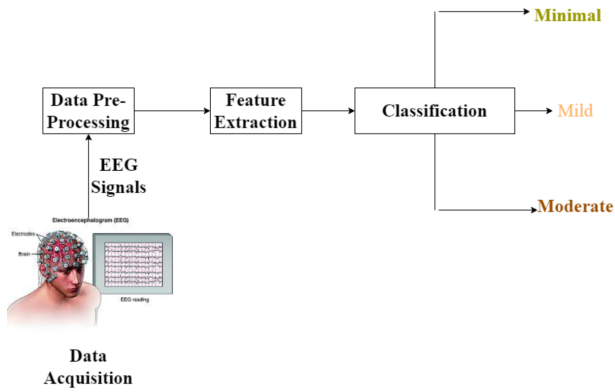 Minimal
Data Pre-
Processing
Feature
Extraction
Classification
Mild
EEG
Signals
Moderate
Electroencephalogram (EEG)
Electrodes
Brain
EEG reading
Data
Acquisition